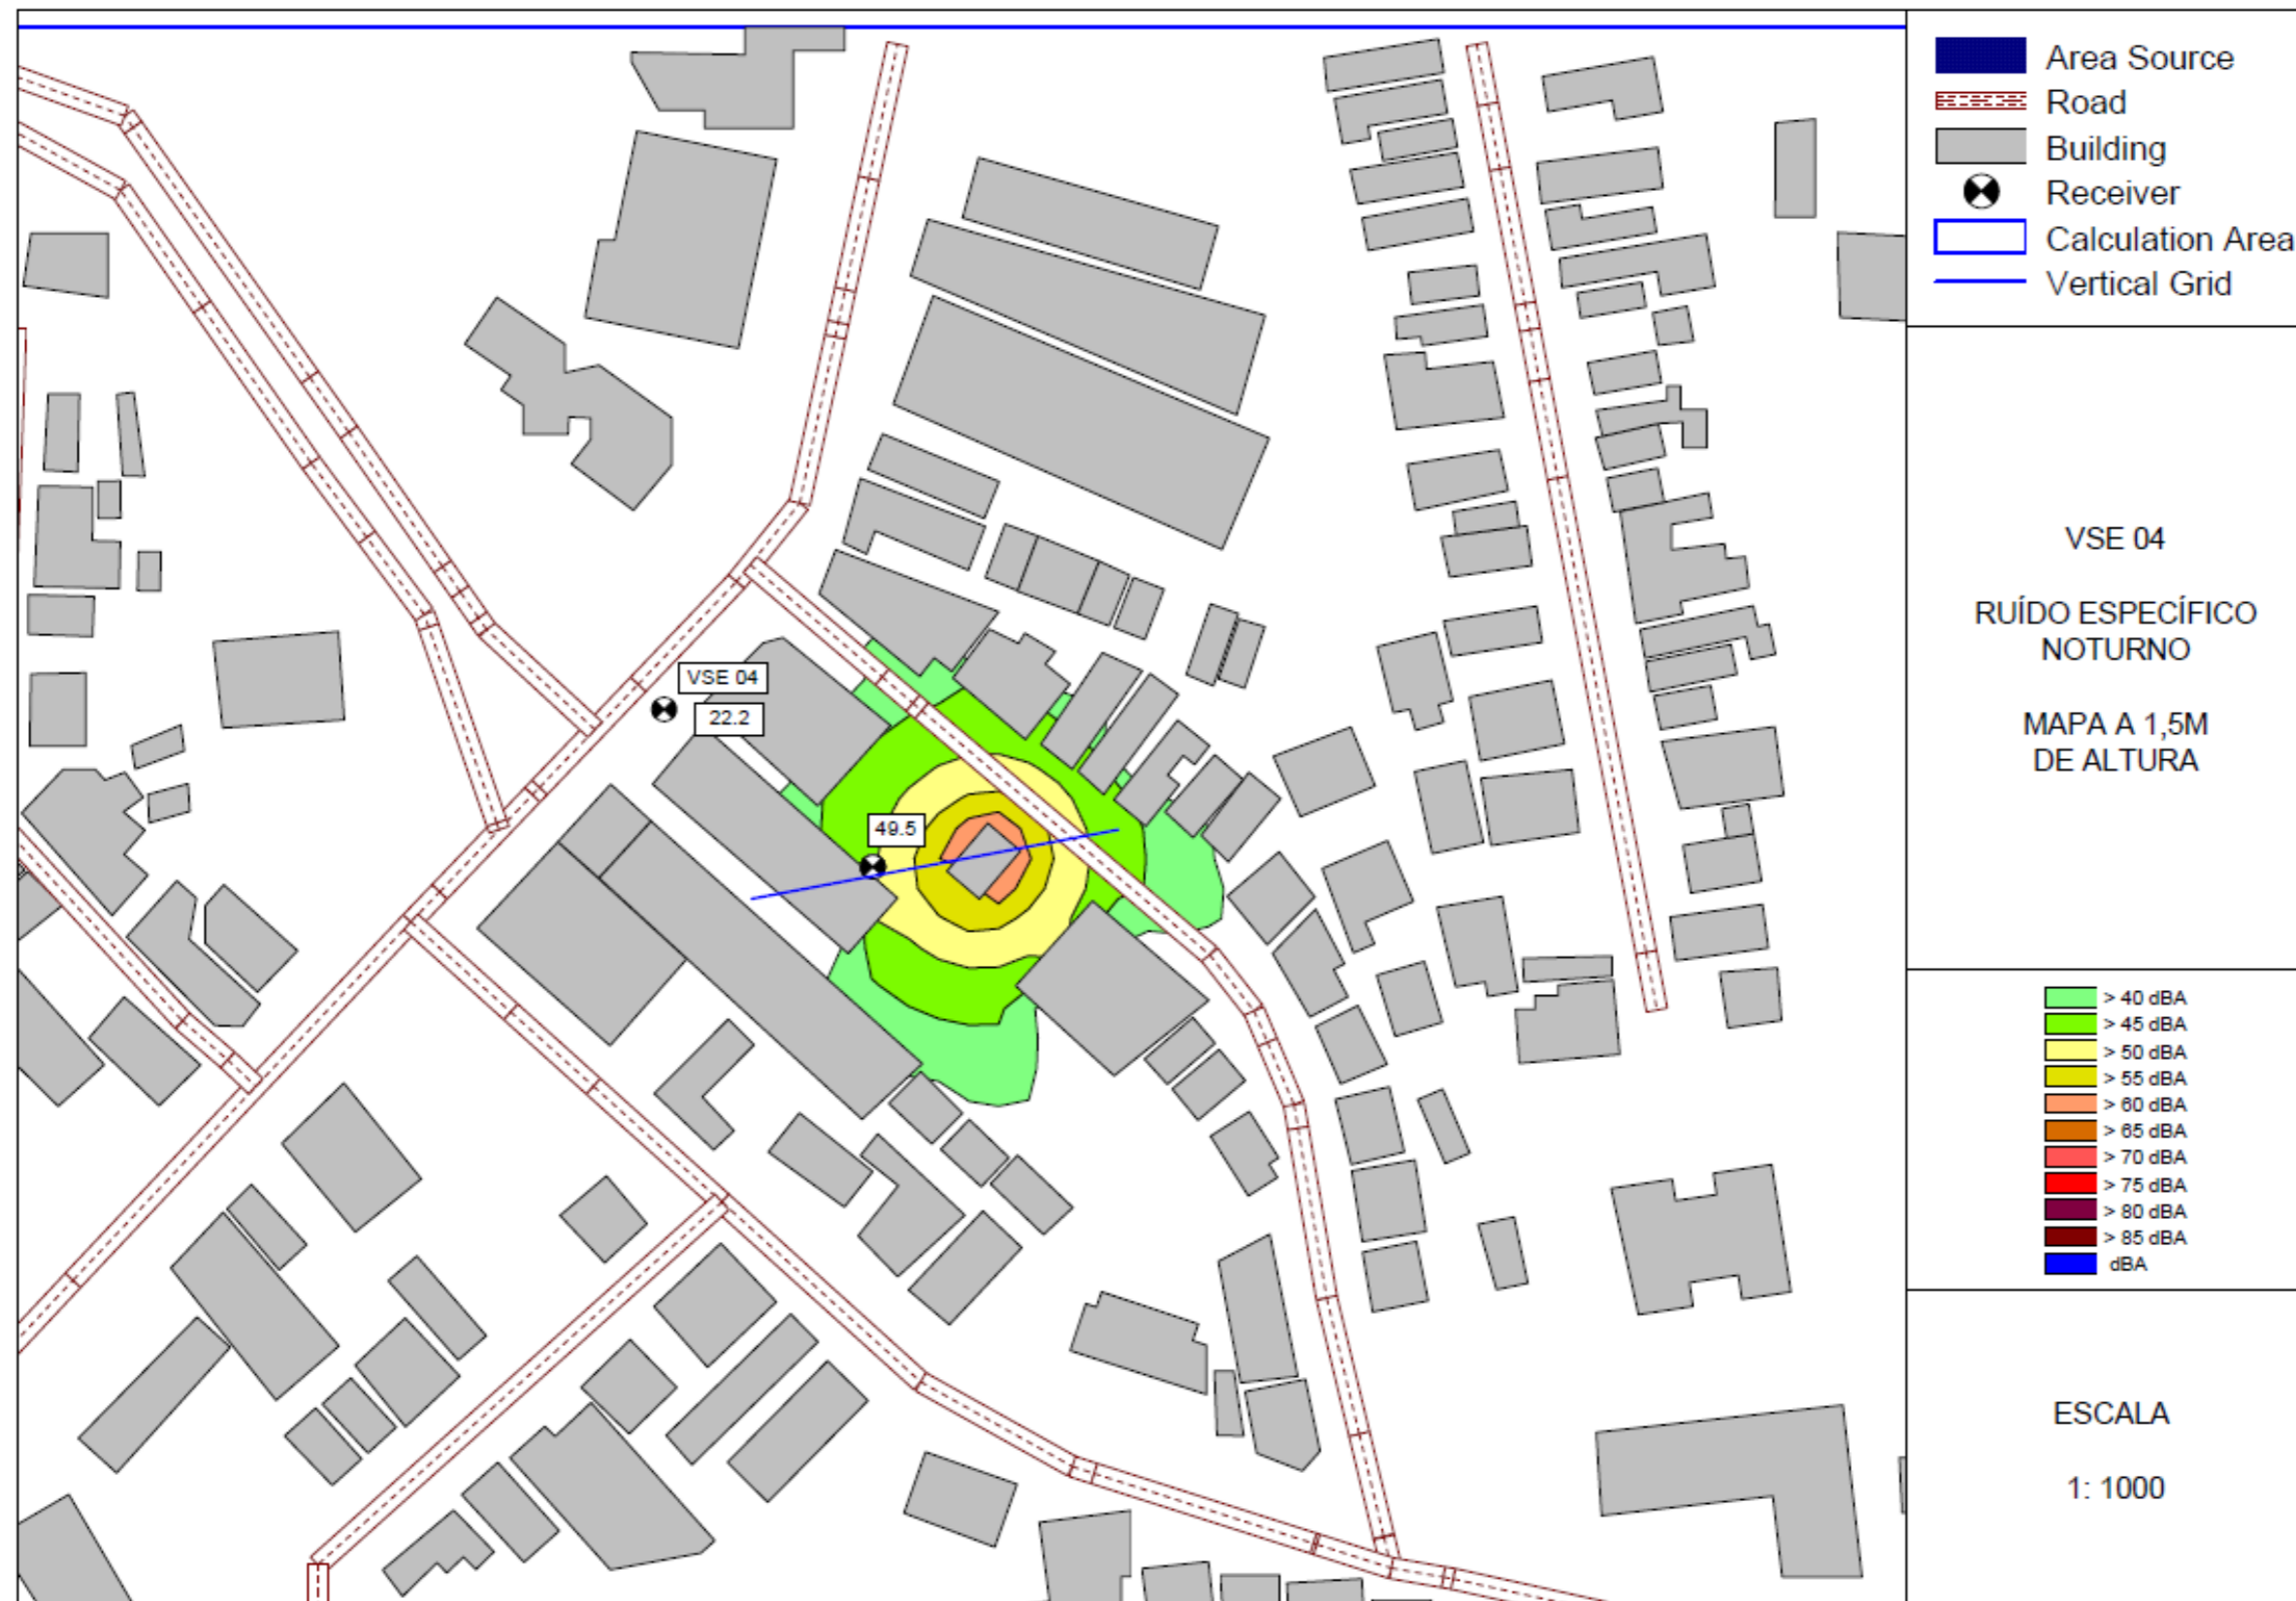 Area Source
Road
Building
Receiver
Calculation Area
Vertical Grid
VSE 04
RUÍDO ESPECÍFICO
NOTURNO
MAPA A 1,5M
DE ALTURA
> 40 dBA
> 45 dBA
> 50 dBA
> 55 dBA
> 60 dBA
> 65 dBA
> 70 dBA
> 75 dBA
> 80 dBA
> 85 dBA
dBA
ESCALA
1: 1000
VSE 04
22.2
49.5